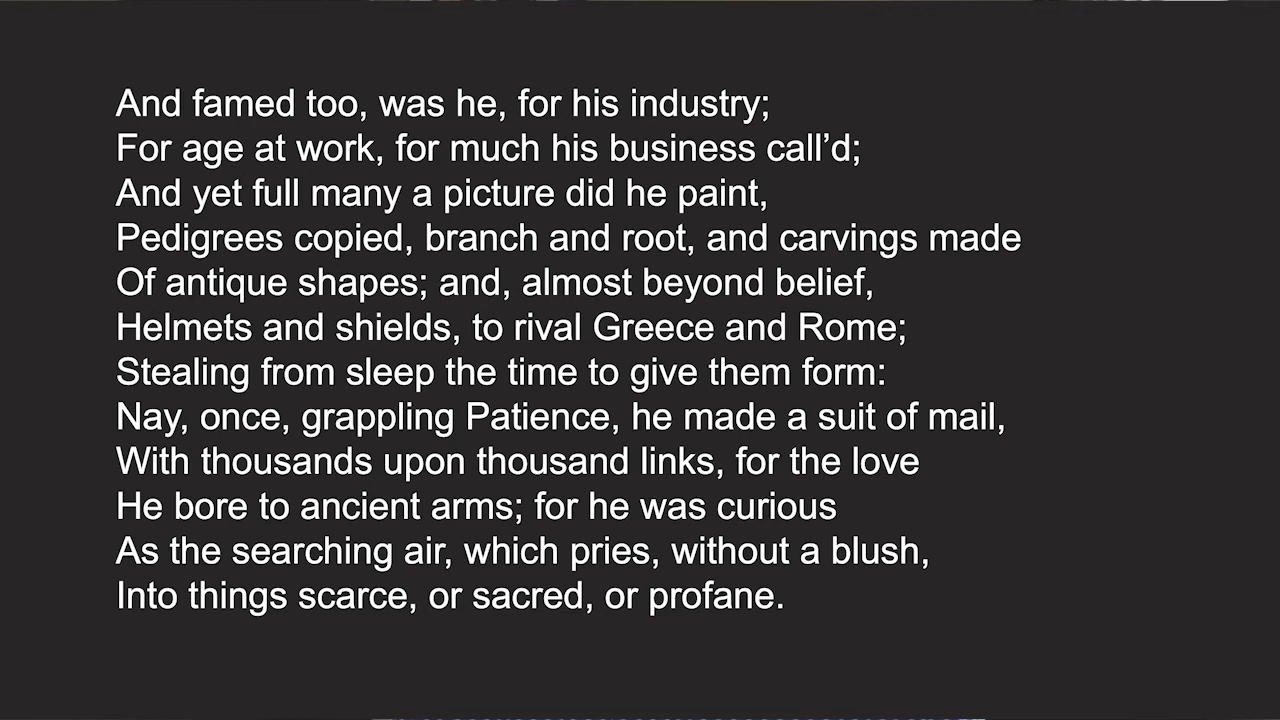 And famed too, was he, for his industry;
For age at work, for much his business call’d;
And yet full many a picture did he paint,
Pedigrees copied, branch and root, and carvings made
Of antique shapes; and, almost beyond belief,
Helmets and shields, to rival Greece and Rome;
Stealing from sleep the time to give them form:
Nay, once, grappling Patience, he made a suit of mail,
With thousands upon thousand links, for the love
He bore to ancient arms; for he was curious
As the searching air, which pries, without a blush,
Into things scarce, or sacred, or profane.